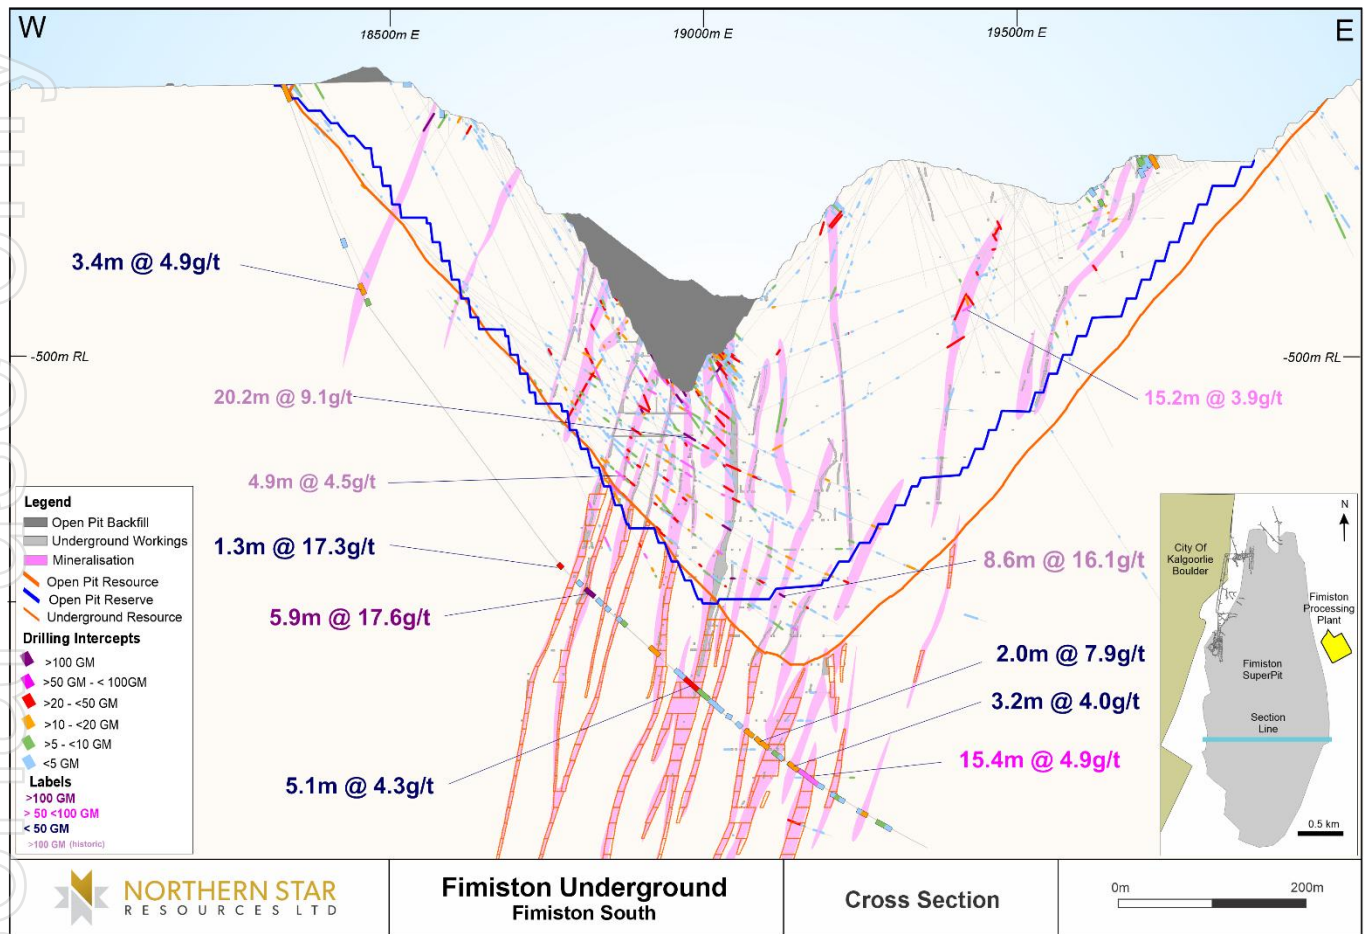 W
18500m E
19000m E
19500m E
E
3.4m @ 4.9g/t
-500m RL
-500m RL
20.2m @ 9.1g/t
15.2m @ 3.9g/t
4.9m @ 4.5g/t
1.3m @ 17.3g/t
8.6m @ 16.1g/t
5.9m @ 17.6g/t
2.0m @ 7.9g/t
3.2m @ 4.0g/t
15.4m @ 4.9g/t
5.1m @ 4.3g/t
Legend
Open Pit Backfill
Underground Workings
Mineralisation
Open Pit Resource
Open Pit Reserve
Underground Resource
Drilling Intercepts
>100 GM
>50 GM - < 100GM
>20 - <50 GM
>10 - <20 GM
>5 - <10 GM
<5 GM
Labels
>100 GM
> 50 <100 GM
< 50 GM
>100 GM (historic)
N
City Of
Kalgoorlie
Boulder
Fimiston
Processing
Plant
Fimiston
SuperPit
Section
Line
0.5 km
NORTHERN STAR
RESOURCES LTD
Fimiston Underground
Fimiston South
Cross Section
0m
200m